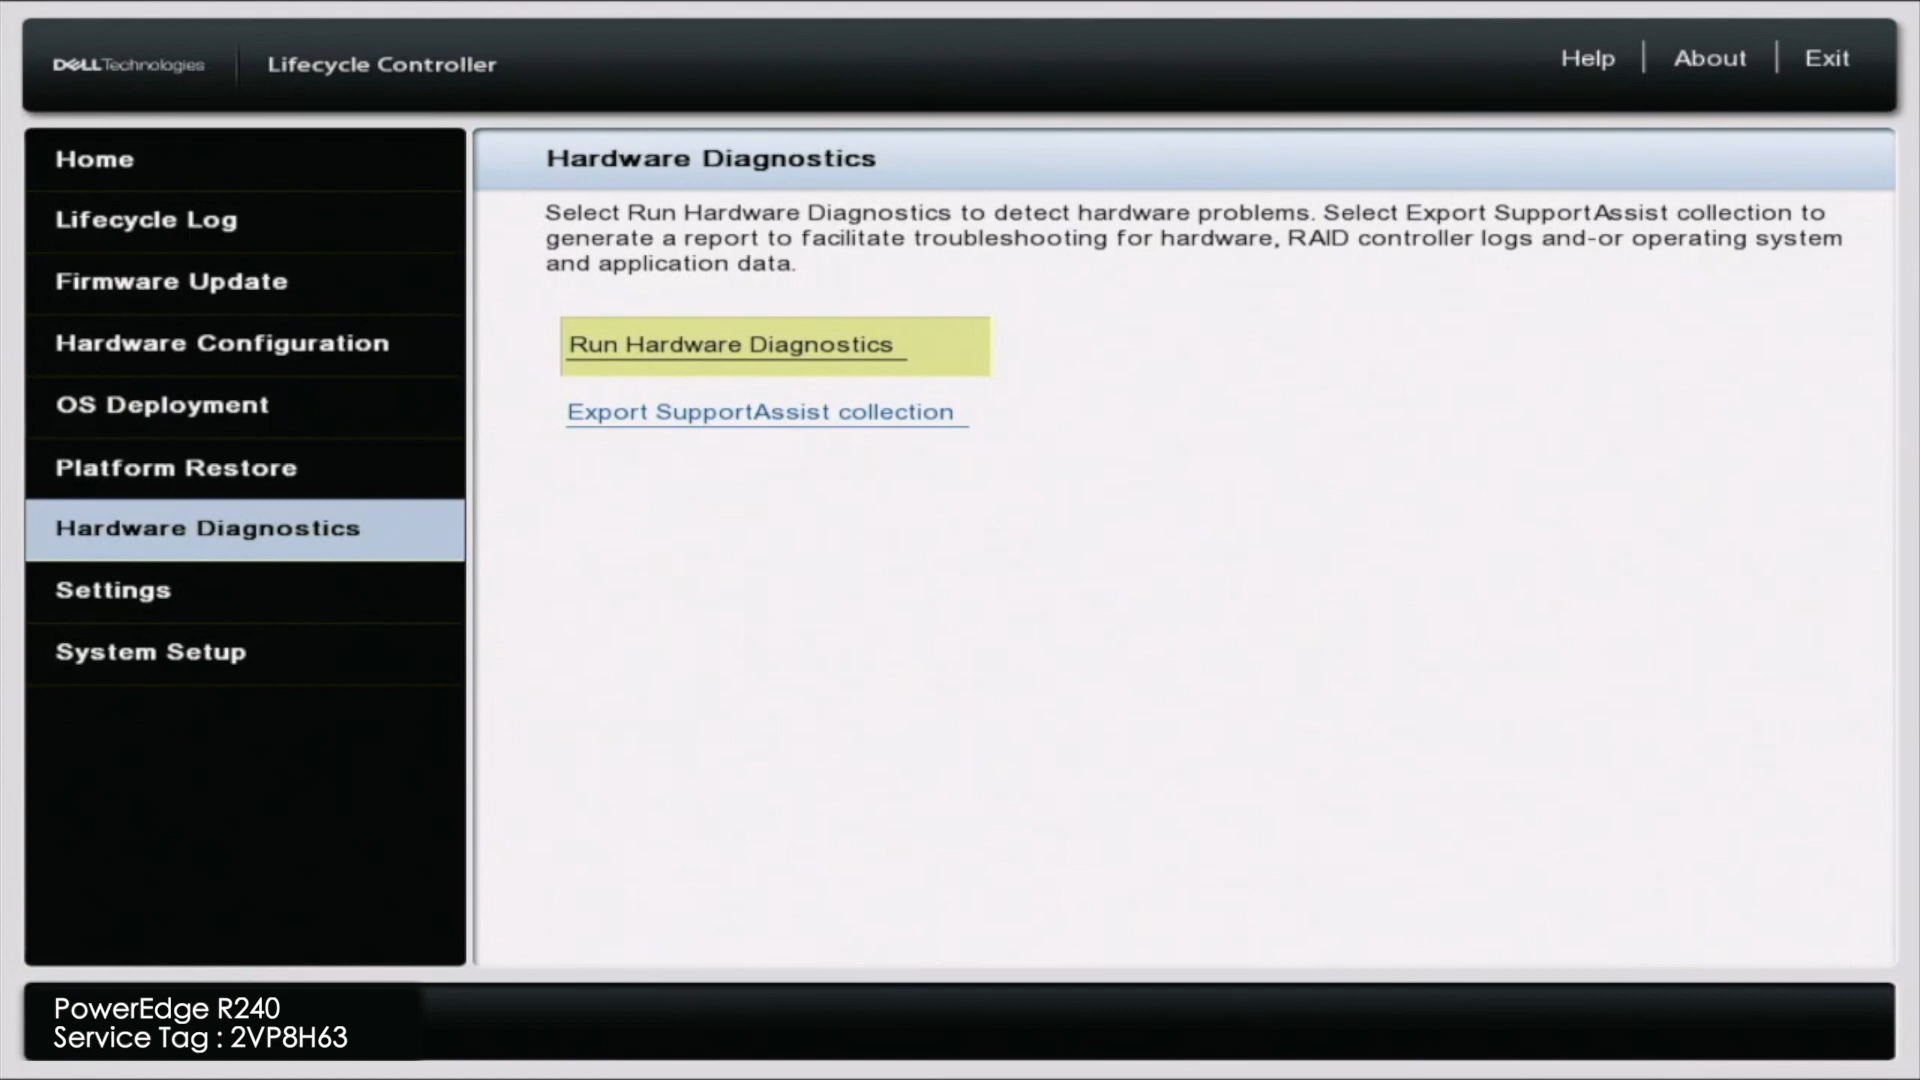 DELL Technologies
Lifecycle Controller
Help
About
Exit
Home
Lifecycle Log
Firmware Update
Hardware Configuration
OS Deployment
Platform Restore
Hardware Diagnostics
Settings
System Setup
Hardware Diagnostics
Select Run Hardware Diagnostics to detect hardware problems. Select Export SupportAssist collection to
generate a report to facilitate troubleshooting for hardware, RAID controller logs and-or operating system
and application data.
Run Hardware Diagnostics
Export SupportAssist collection
PowerEdge R240
Service Tag : 2VP8H63